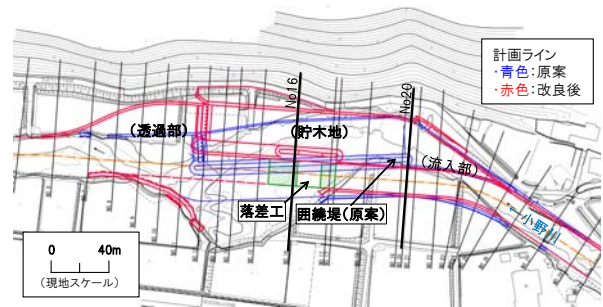 計画ライン
・青色:原案
・赤色:改良後
No16
No20
(透過部)
(貯木地)
(流入部)
落差工
囲繞堤(原案)
←小野川
0 40m
(現地スケール)